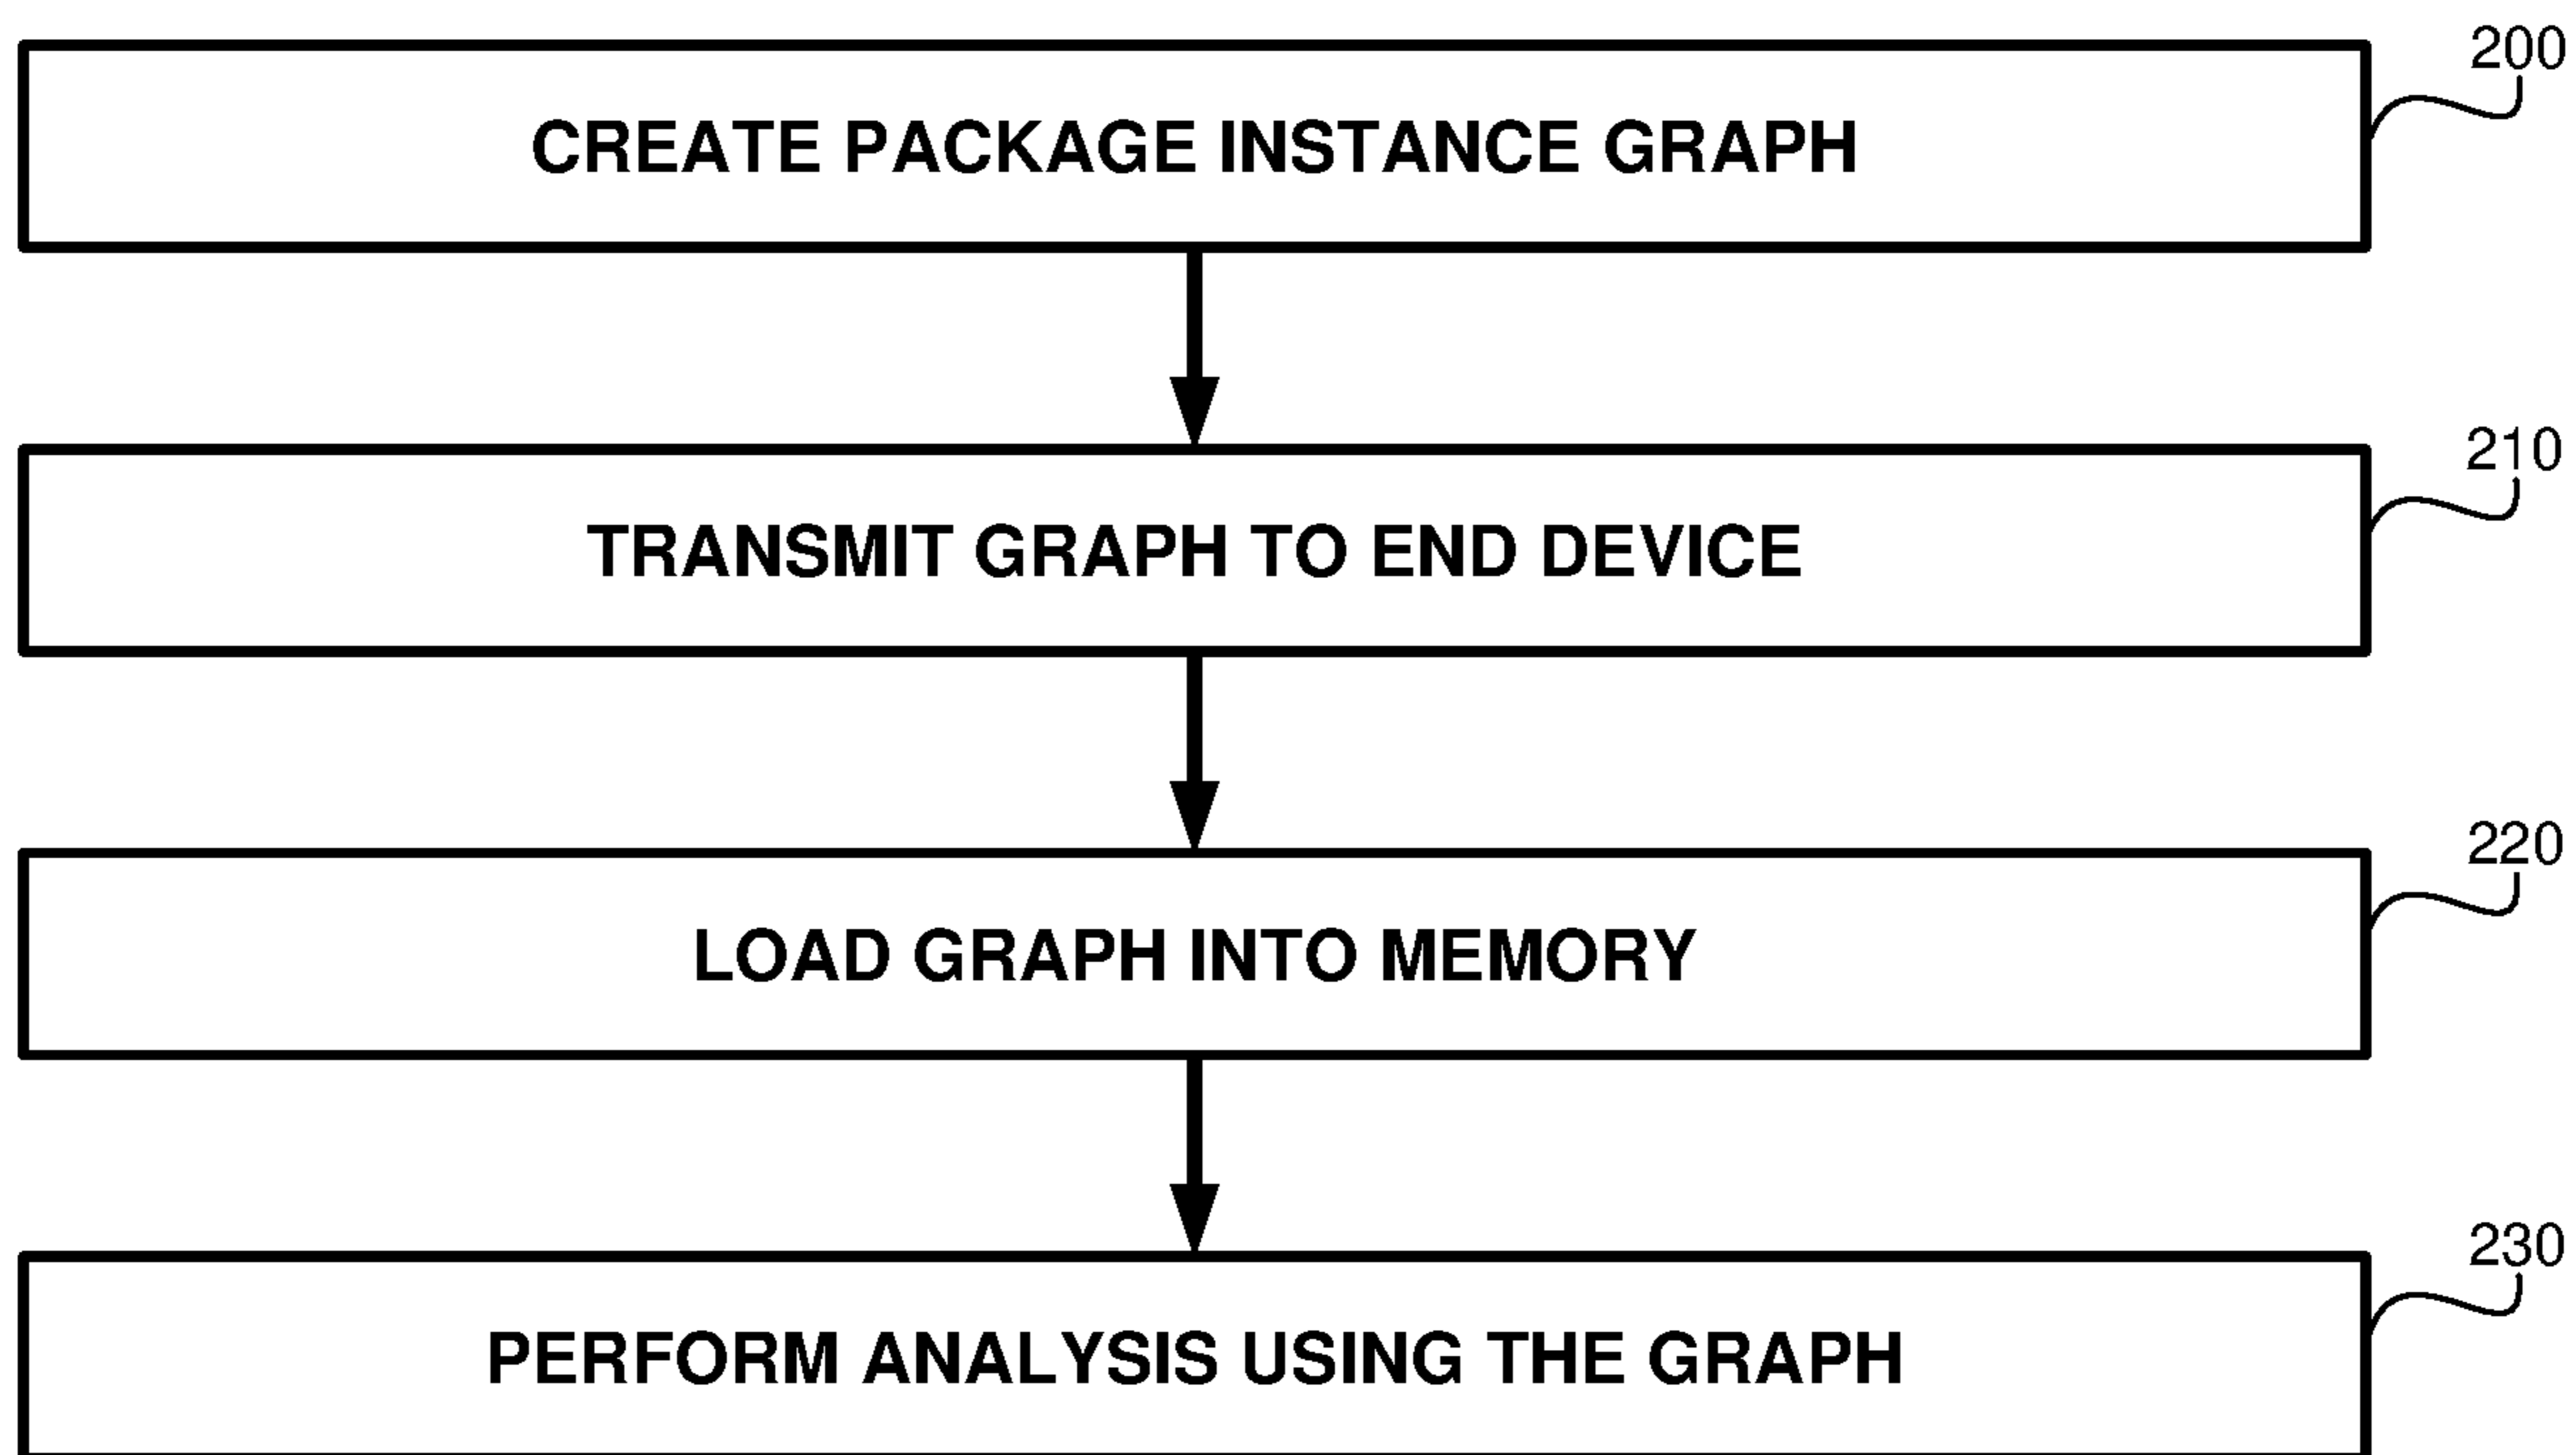 200
CREATE PACKAGE INSTANCE GRAPH
210
TRANSMIT GRAPH TO END DEVICE
220
LOAD GRAPH INTO MEMORY
230
PERFORM ANALYSIS USING THE GRAPH